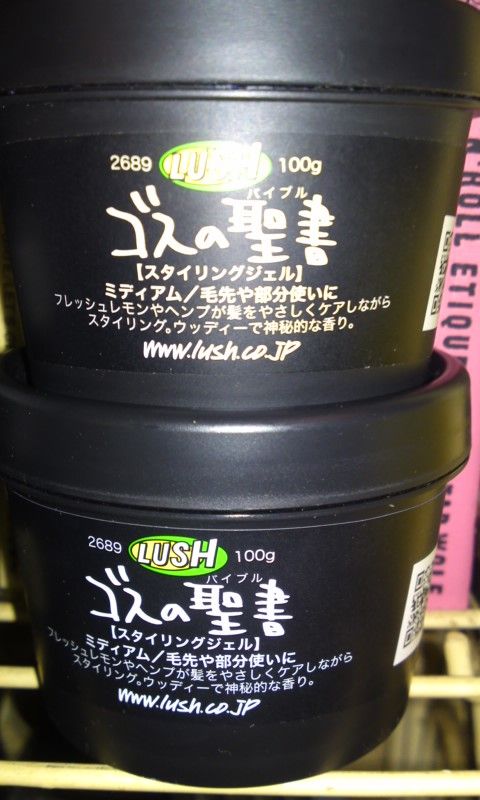 2689 LUSH 100g
バイブル
ゴスの聖書
【スタイリングジェル】
ミディアム／毛先や部分使いに
フレッシュレモンやヘンプが髪をやさしくケアしながら
スタイリング。ウッディーで神秘的な香り。
www.lush.co.jp
2689 LUSH 100g
バイブル
ゴスの聖書
【スタイリングジェル】
ミディアム／毛先や部分使いに
フレッシュレモンやヘンプが髪をやさしくケアしながら
スタイリング。ウッディーで神秘的な香り。
www.lush.co.jp
ROLL ETIQUE